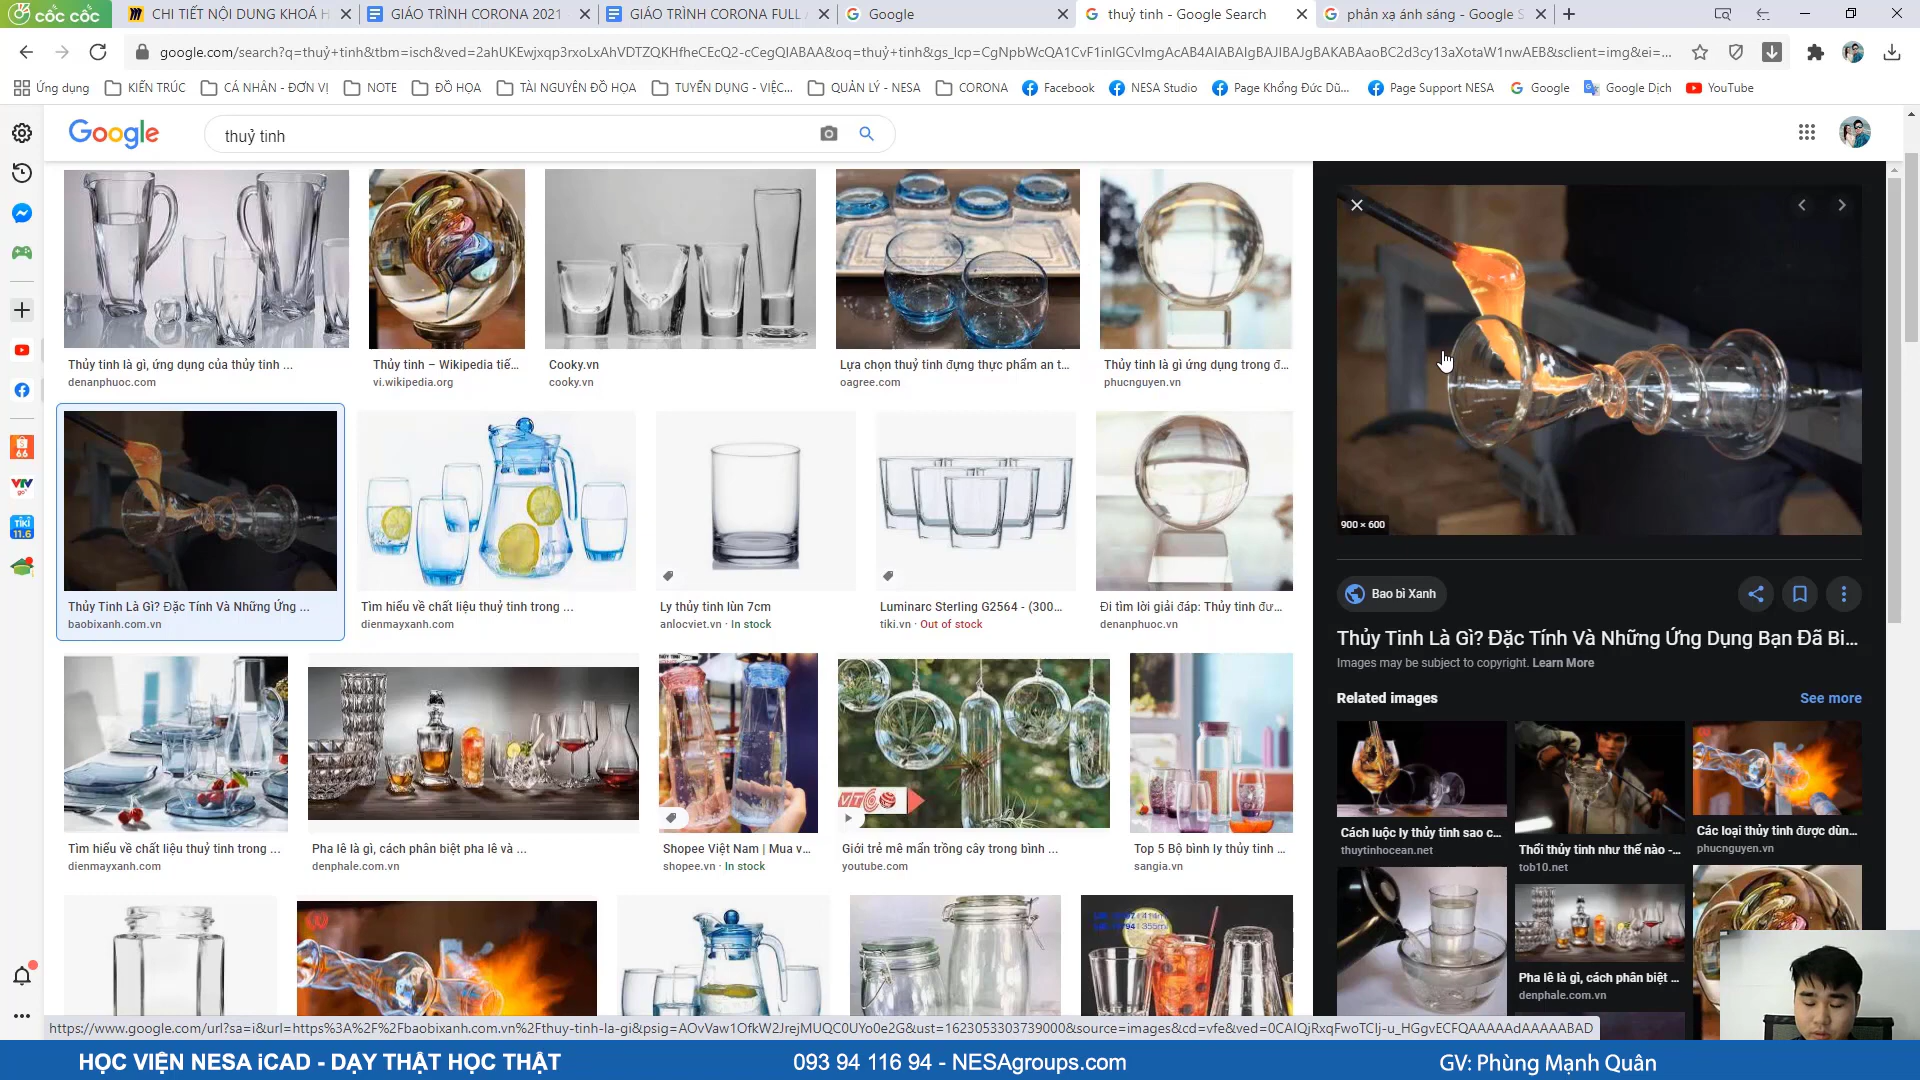 cốc cốc
CHI TIẾT NỘI DUNG KHOÁ H
GIÁO TRÌNH CORONA 2021
GIÁO TRÌNH CORONA FULL
Google
thuỷ tinh - Google Search
phản xạ ánh sáng - Google S
google.com/search?q=thuỷ+tinh&tbm=isch&ved=2ahUKEwjxqp3rxoLxAhVDTZQKHfheCEcQ2-cCegQIABAA&oq=thuỷ+tinh&gs_lcp=CgNpbWcQA1CvF1inIGCvImgAcAB4AIABAIgBAJIBAJgBAKABAaoBC2d3cy13aXotaW1nwAEB&sclient=img&ei=...
Ứng dụng
KIẾN TRÚC
CÁ NHÂN - ĐƠN VỊ
NOTE
ĐỒ HỌA
TÀI NGUYÊN ĐỒ HỌA
TUYỂN DỤNG - VIỆC...
QUẢN LÝ - NESA
CORONA
Facebook
NESA Studio
Page Khổng Đức Dũ...
Page Support NESA
Google
Google Dịch
YouTube
Google
thuỷ tinh
Thủy tinh là gì, ứng dụng của thủy tinh ...
denanphuoc.com
Thủy tinh – Wikipedia tiế...
vi.wikipedia.org
Cooky.vn
cooky.vn
Lựa chọn thuỷ tinh đựng thực phẩm an t...
oagree.com
Thủy tinh là gì ứng dụng trong đ...
phucnguyen.vn
Thủy Tinh Là Gì? Đặc Tính Và Những Ứng ...
baobixanh.com.vn
Tìm hiểu về chất liệu thuỷ tinh trong ...
dienmayxanh.com
Ly thủy tinh lùn 7cm
anlocviet.vn · In stock
Luminarc Sterling G2564 - (300...
tiki.vn · Out of stock
Đi tìm lời giải đáp: Thủy tinh đư...
denanphuoc.vn
Tìm hiểu về chất liệu thuỷ tinh trong ...
dienmayxanh.com
Pha lê là gì, cách phân biệt pha lê và ...
denphale.com.vn
Shopee Việt Nam | Mua v...
shopee.vn · In stock
VTC
Giới trẻ mê mẩn trồng cây trong bình ...
youtube.com
Top 5 Bộ bình ly thủy tinh ...
sangia.vn
900 × 600
Bao bì Xanh
Thủy Tinh Là Gì? Đặc Tính Và Những Ứng Dụng Bạn Đã Bi...
Images may be subject to copyright. Learn More
Related images
See more
Cách luộc ly thủy tinh sao c...
thuytinhocean.net
Thổi thủy tinh như thế nào -...
tob10.net
Các loại thủy tinh được dùn...
phucnguyen.vn
Pha lê là gì, cách phân biệt ...
denphale.com.vn
S
6.6
VTV
go
TIKI
11.6
https://www.google.com/url?sa=i&url=https%3A%2F%2Fbaobixanh.com.vn%2Fthuy-tinh-la-gi&psig=AOvVaw1OfkW2JrejMUQC0UYo0e2G&ust=1623053303739000&source=images&cd=vfe&ved=0CAIQjRxqFwoTCIj-u_HGgvECFQAAAAAdAAAAABAD
HỌC VIỆN NESA iCAD - DẠY THẬT HỌC THẬT
093 94 116 94 - NESAgroups.com
GV: Phùng Mạnh Quân